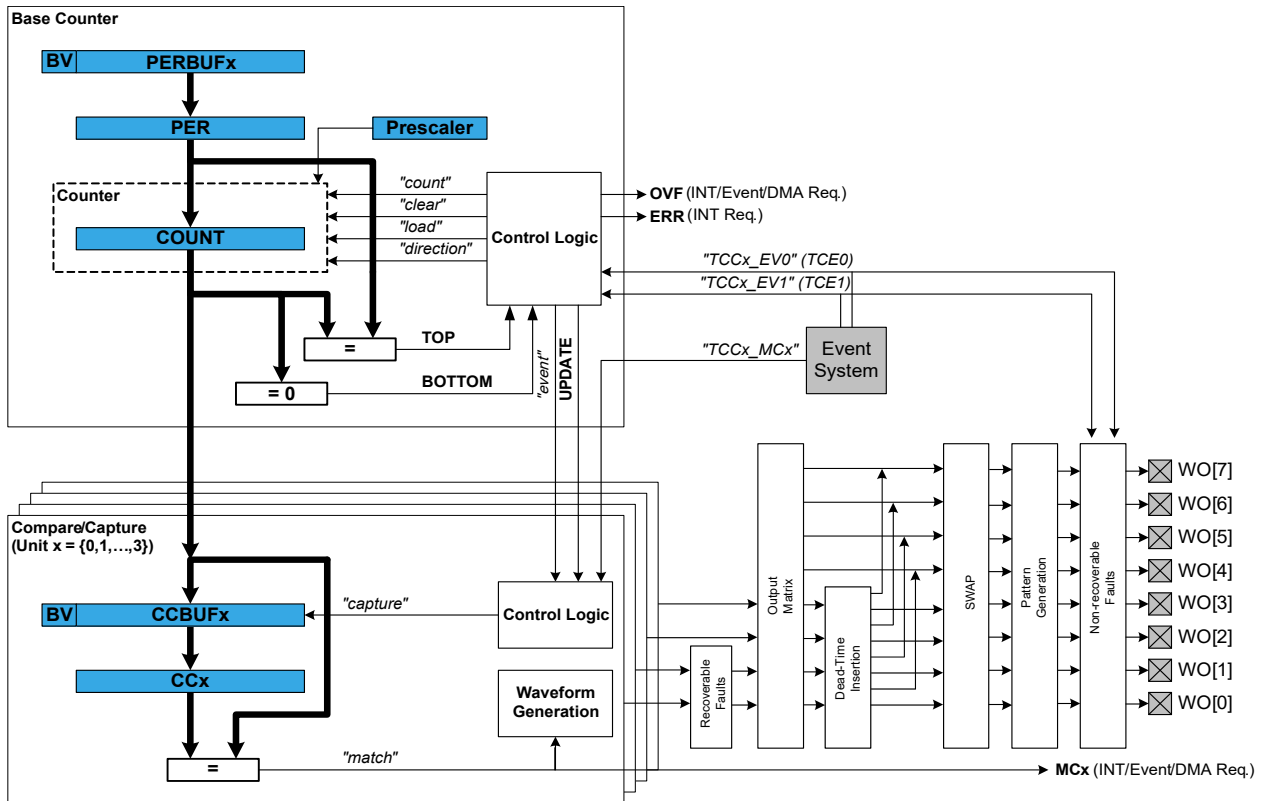 Base Counter
BV
PERBUFx
PER
Prescaler
Counter
COUNT
"count"
"clear"
"load"
"direction"
Control Logic
OVF (INT/Event/DMA Req.)
ERR (INT Req.)
"TCCx_EV0" (TCE0)
"TCCx_EV1" (TCE1)
"TCCx_MCx"
Event
System
=
TOP
= 0
BOTTOM
"event"
UPDATE
Compare/Capture
(Unit x = {0,1,…,3})
BV
CCBUFx
"capture"
Control Logic
CCx
Waveform
Generation
=
"match"
Recoverable
Faults
Output
Matrix
Dead-Time
Insertion
SWAP
Pattern
Generation
Non-recoverable
Faults
WO[7]
WO[6]
WO[5]
WO[4]
WO[3]
WO[2]
WO[1]
WO[0]
MCx (INT/Event/DMA Req.)